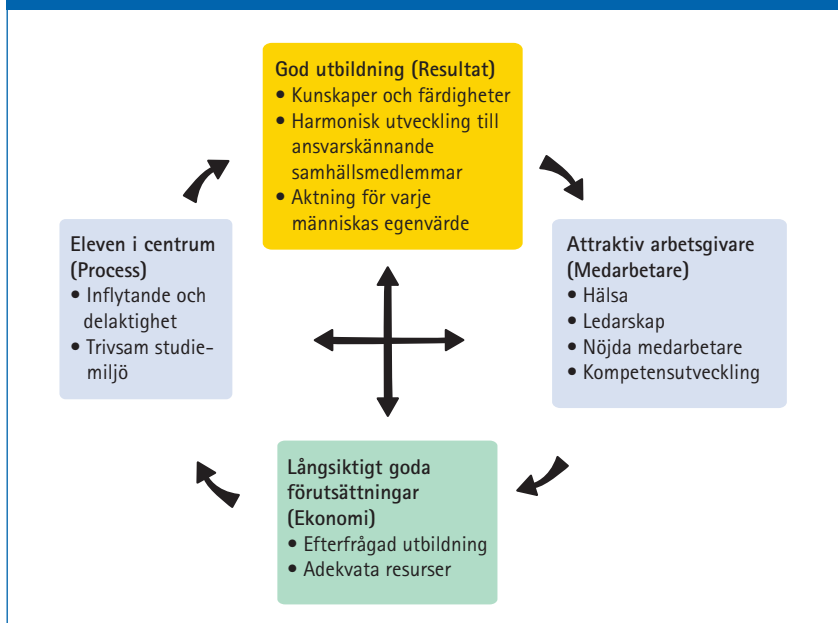 God utbildning (Resultat)
• Kunskaper och färdigheter
• Harmonisk utveckling till
ansvarskännande
samhällsmedlemmar
• Aktning för varje
människas egenvärde
Eleven i centrum
(Process)
• Inflytande och
delaktighet
• Trivsam studie-
miljö
Attraktiv arbetsgivare
(Medarbetare)
• Hälsa
• Ledarskap
• Nöjda medarbetare
• Kompetensutveckling
Långsiktigt goda
förutsättningar
(Ekonomi)
• Efterfrågad utbildning
• Adekvata resurser